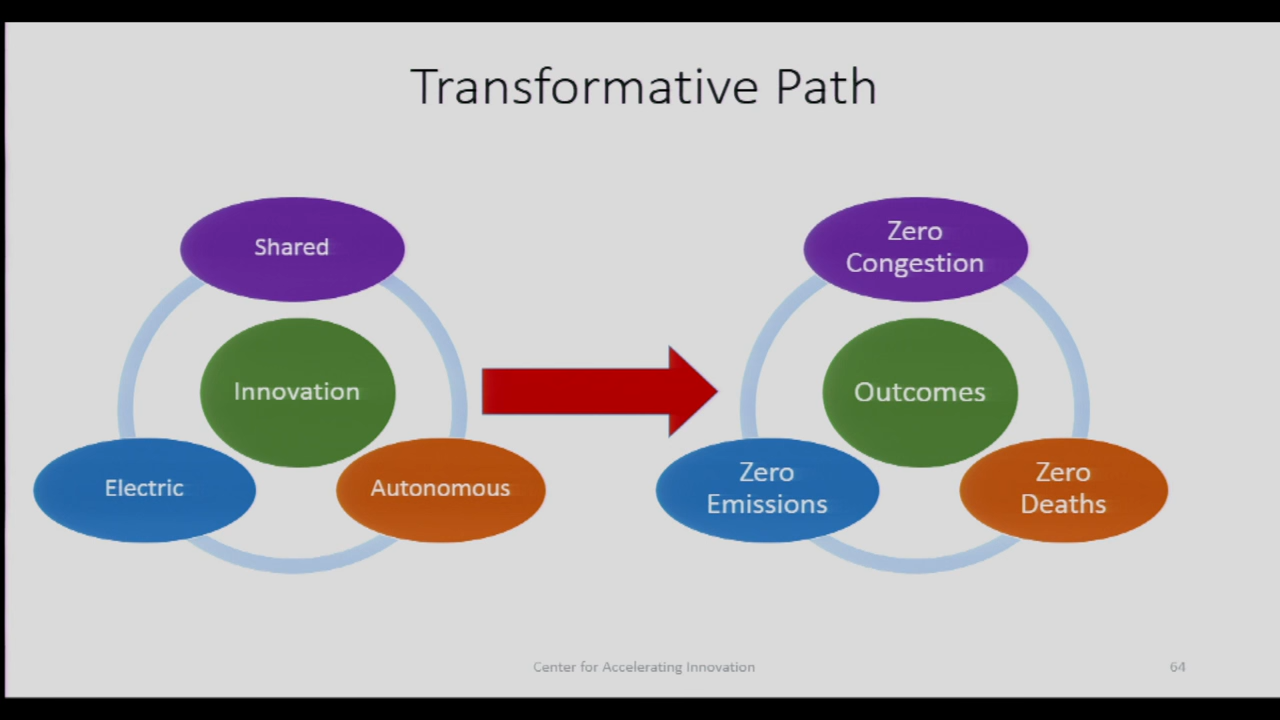 Transformative Path
Shared
Innovation
Electric
Autonomous
Zero
Congestion
Outcomes
Zero
Emissions
Zero
Deaths
Center for Accelerating Innovation
64